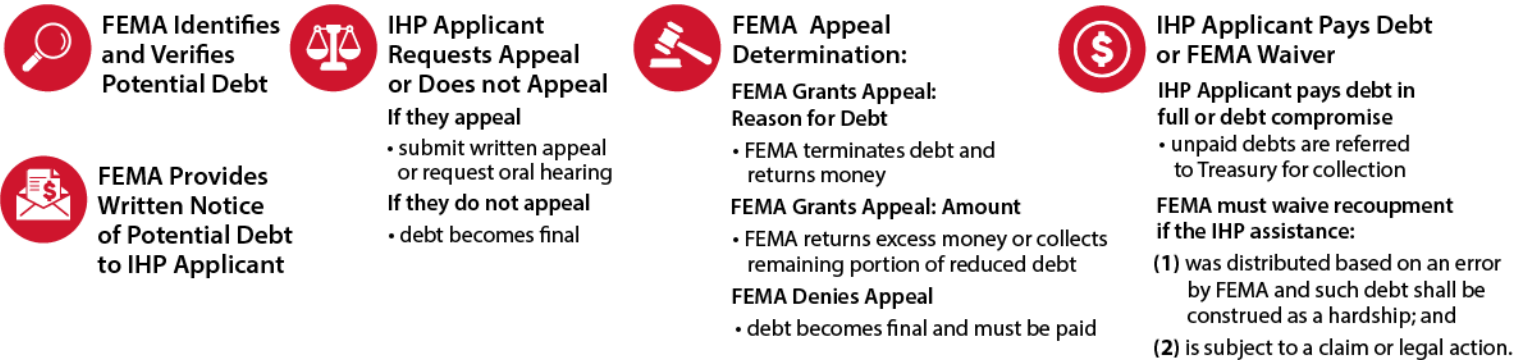 FEMA Identifies
and Verifies
Potential Debt
FEMA Provides
Written Notice
of Potential Debt
to IHP Applicant
IHP Applicant
Requests Appeal
or Does not Appeal
If they appeal
• submit written appeal
or request oral hearing
If they do not appeal
• debt becomes final
FEMA Appeal
Determination:
FEMA Grants Appeal:
Reason for Debt
• FEMA terminates debt and
returns money
FEMA Grants Appeal: Amount
• FEMA returns excess money or collects
remaining portion of reduced debt
FEMA Denies Appeal
• debt becomes final and must be paid
IHP Applicant Pays Debt
or FEMA Waiver
IHP Applicant pays debt in
full or debt compromise
• unpaid debts are referred
to Treasury for collection
FEMA must waive recoupment
if the IHP assistance:
(1) was distributed based on an error
by FEMA and such debt shall be
construed as a hardship; and
(2) is subject to a claim or legal action.